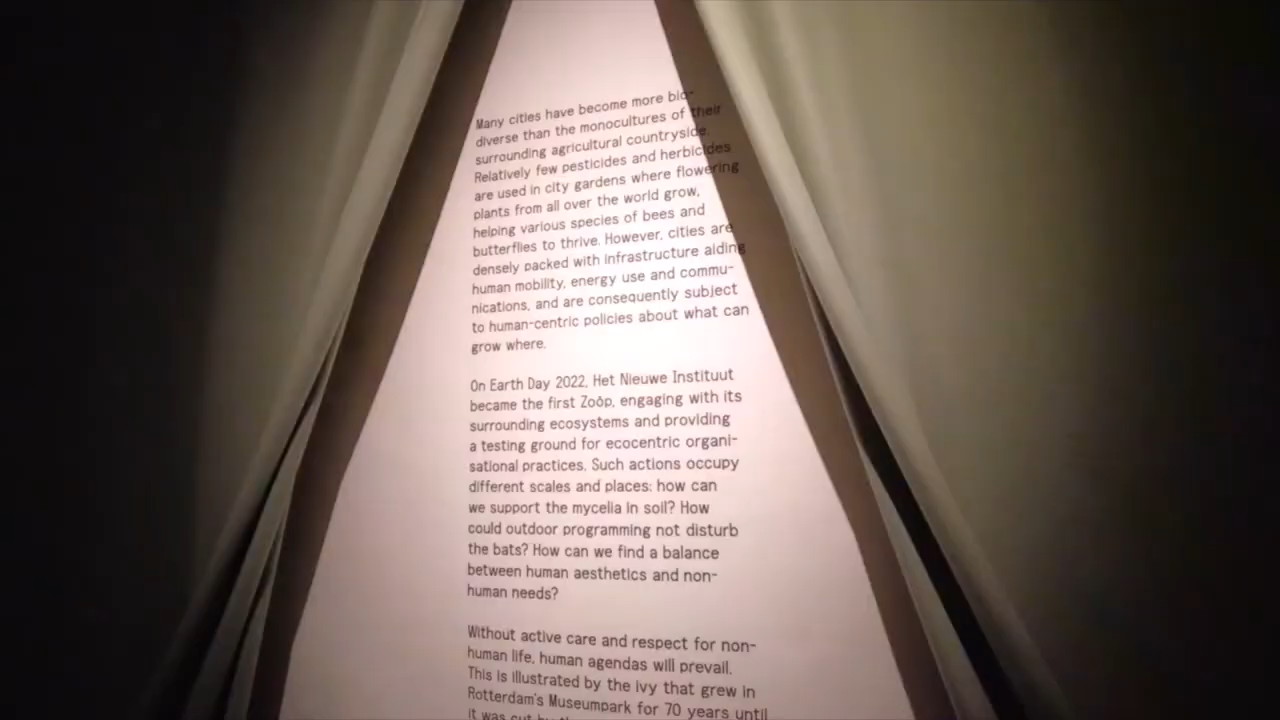 Many cities have become more bio-
diverse than the monocultures of their
surrounding agricultural countryside.
Relatively few pesticides and herbicides
are used in city gardens where flowering
plants from all over the world grow,
helping various species of bees and
butterflies to thrive. However, cities are
densely packed with infrastructure aiding
human mobility, energy use and commu-
nications, and are consequently subject
to human-centric policies about what can
grow where.
On Earth Day 2022, Het Nieuwe Instituut
became the first Zoöp, engaging with its
surrounding ecosystems and providing
a testing ground for ecocentric organi-
sational practices. Such actions occupy
different scales and places: how can
we support the mycelia in soil? How
could outdoor programming not disturb
the bats? How can we find a balance
between human aesthetics and non-
human needs?
Without active care and respect for non-
human life, human agendas will prevail.
This is illustrated by the ivy that grew in
Rotterdam's Museumpark for 70 years until
it was cut